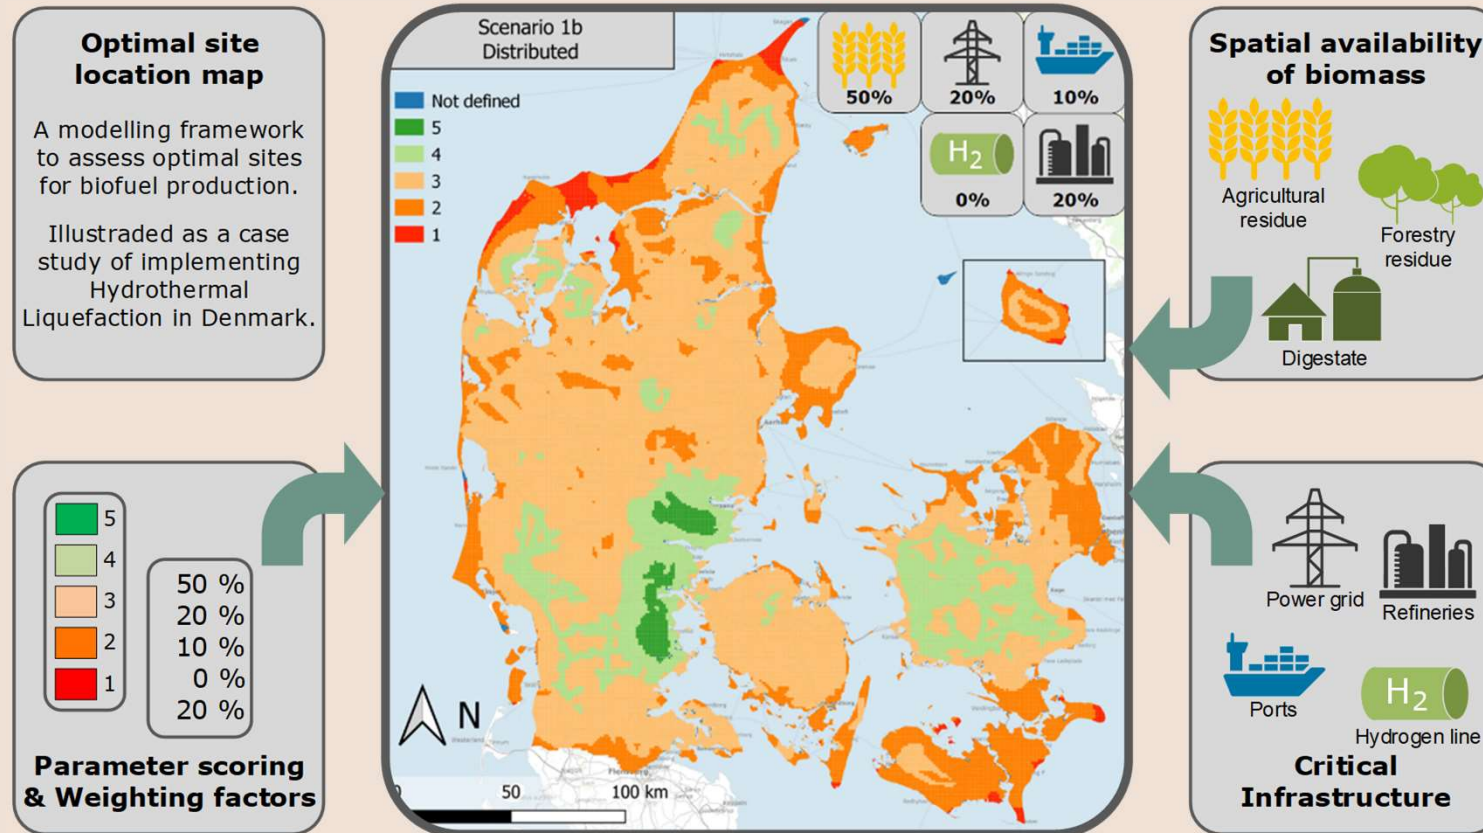 Optimal site
location map
A modelling framework
to assess optimal sites
for biofuel production.
Illustraded as a case
study of implementing
Hydrothermal
Liquefaction in Denmark.
5
4
3
2
1
50 %
20 %
10 %
0 %
20 %
Parameter scoring
& Weighting factors
Scenario 1b
Distributed
Not defined
5
4
3
2
1
50%
20%
10%
H2
0%
20%
N
50
100 km
Spatial availability
of biomass
Agricultural
residue
Forestry
residue
Digestate
Power grid
Refineries
Ports
H2
Hydrogen line
Critical
Infrastructure